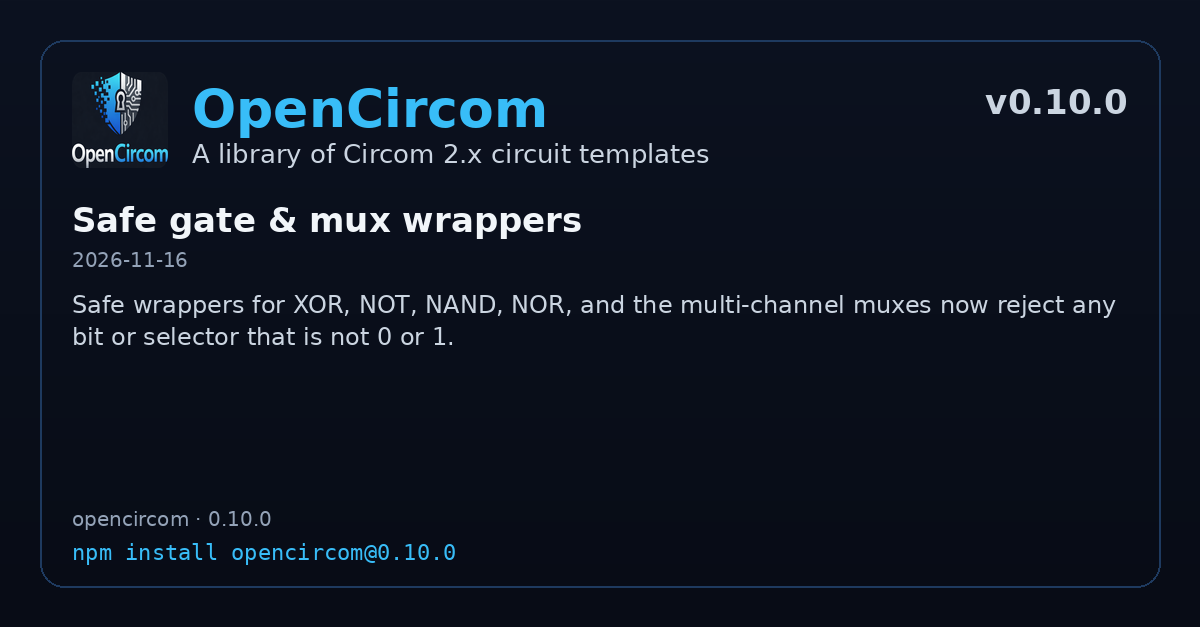 OpenCircom
OpenCircom
v0.10.0
A library of Circom 2.x circuit templates
Safe gate & mux wrappers
2026-11-16
Safe wrappers for XOR, NOT, NAND, NOR, and the multi-channel muxes now reject any
bit or selector that is not 0 or 1.
opencircom · 0.10.0
npm install opencircom@0.10.0